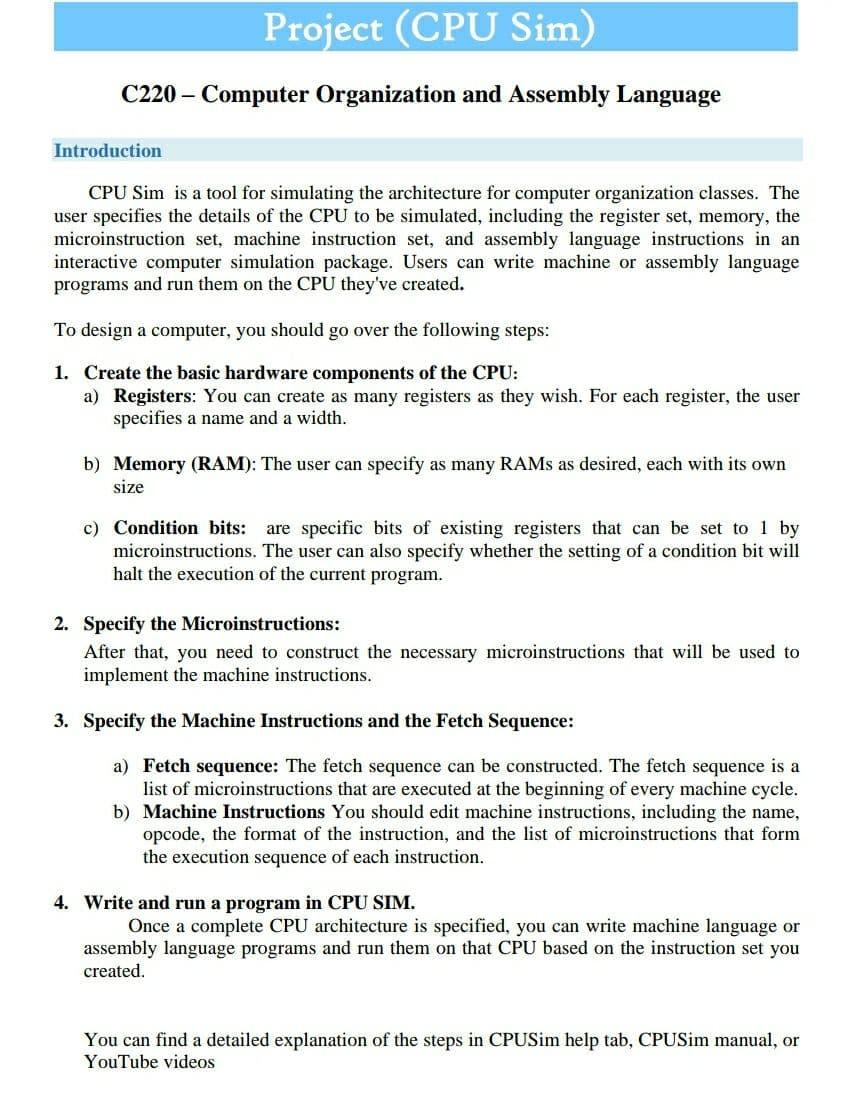 Project (CPU Sim)
C220 – Computer Organization and Assembly Language
Introduction
CPU Sim is a tool for simulating the architecture for computer organization classes. The
user specifies the details of the CPU to be simulated, including the register set, memory, the
microinstruction set, machine instruction set, and assembly language instructions in an
interactive computer simulation package. Users can write machine or assembly language
programs and run them on the CPU they've created.
To design a computer, you should go over the following steps:
1. Create the basic hardware components of the CPU:
a) Registers: You can create as many registers as they wish. For each register, the user
specifies a name and a width.
b) Memory (RAM): The user can specify as many RAMs as desired, each with its own
size
c) Condition bits: are specific bits of existing registers that can be set to 1 by
microinstructions. The user can also specify whether the setting of a condition bit will
halt the execution of the current program.
2. Specify the Microinstructions:
After that, you need to construct the necessary microinstructions that will be used to
implement the machine instructions.
3. Specify the Machine Instructions and the Fetch Sequence:
a) Fetch sequence: The fetch sequence can be constructed. The fetch sequence is a
list of microinstructions that are executed at the beginning of every machine cycle.
b) Machine Instructions You should edit machine instructions, including the name,
opcode, the format of the instruction, and the list of microinstructions that form
the execution sequence of each instruction.
4. Write and run a program in CPU SIM.
Once a complete CPU architecture is specified, you can write machine language or
assembly language programs and run them on that CPU based on the instruction set you
created.
You can find a detailed explanation of the steps in CPUSim help tab, CPUSim manual, or
YouTube videos